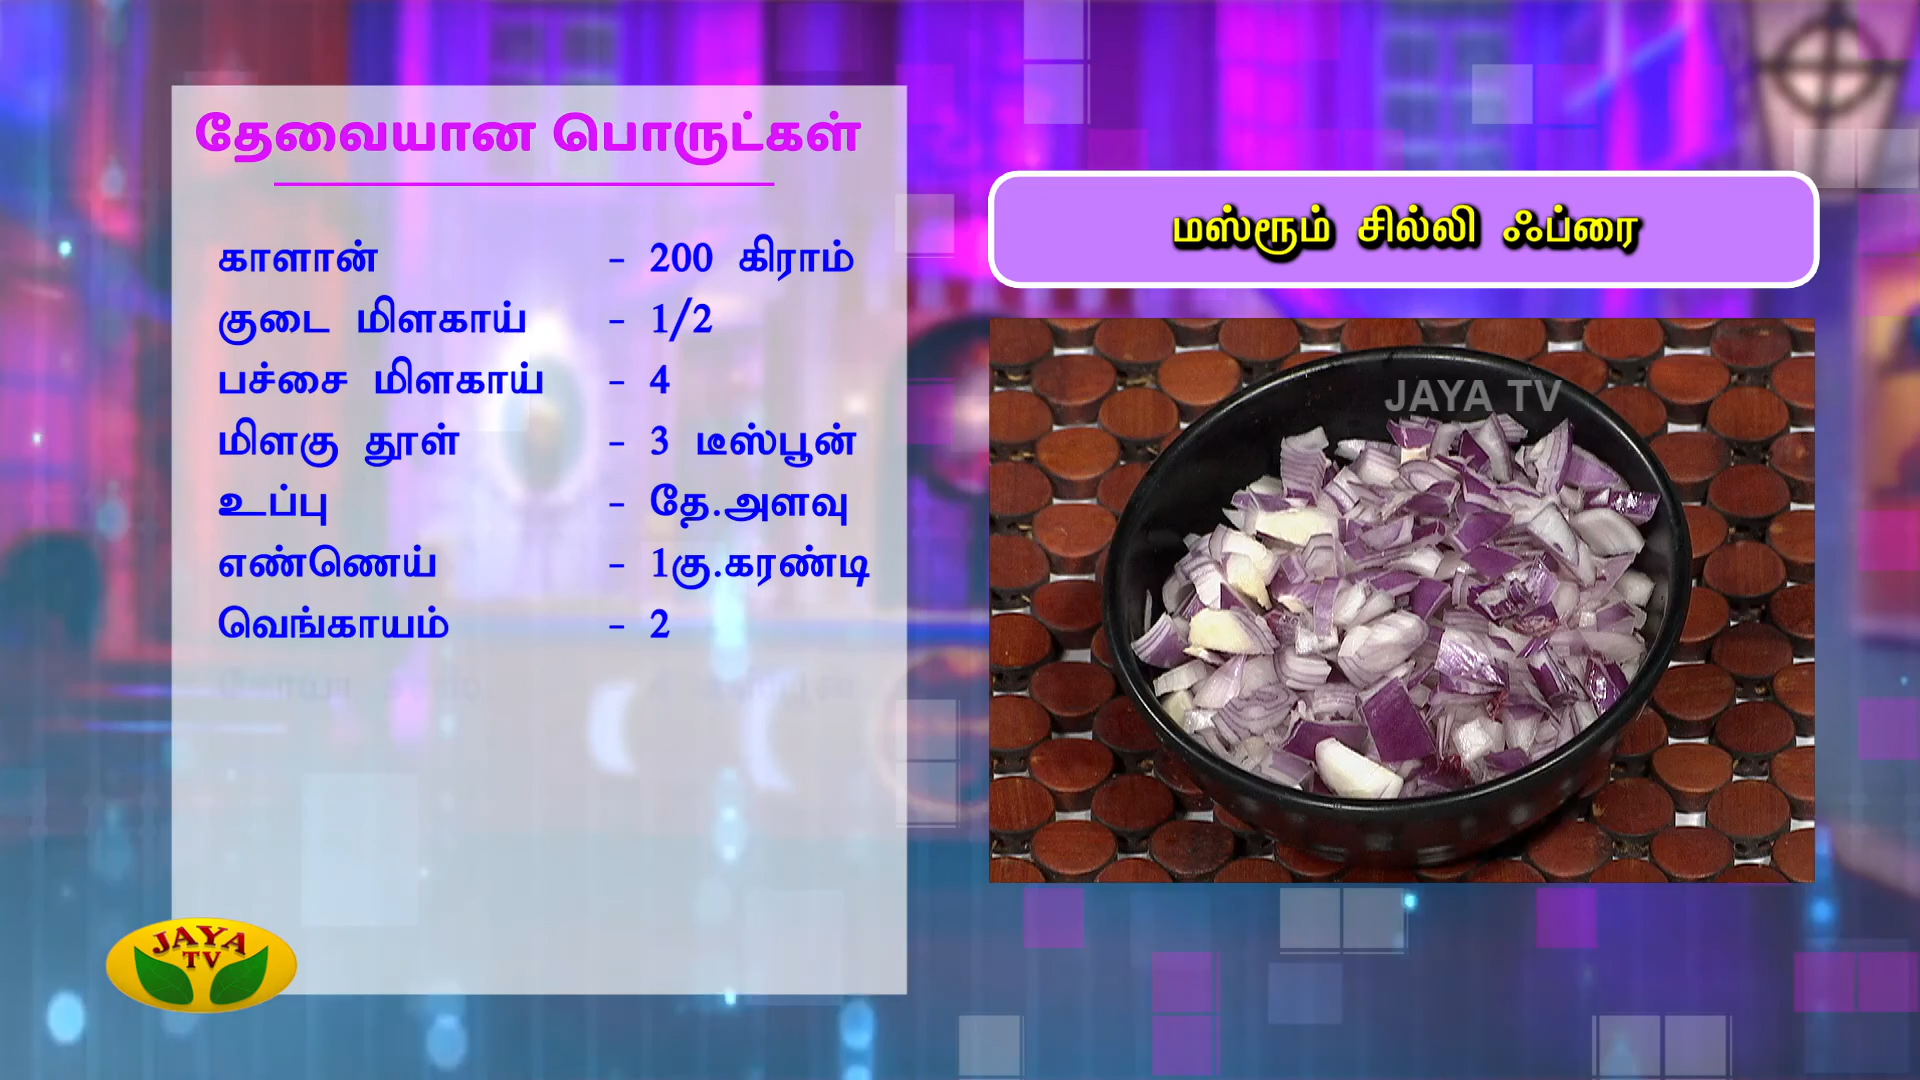 தேவையான பொருட்கள்
காளான் - 200 கிராம்
குடை மிளகாய் - 1/2
பச்சை மிளகாய் - 4
மிளகு தூள் - 3 டீஸ்பூன்
உப்பு - தே.அளவு
எண்ணெய் - 1கு.கரண்டி
வெங்காயம் - 2
மஸ்ரூம் சில்லி ஃப்ரை
JAYA TV
JAYA
TV